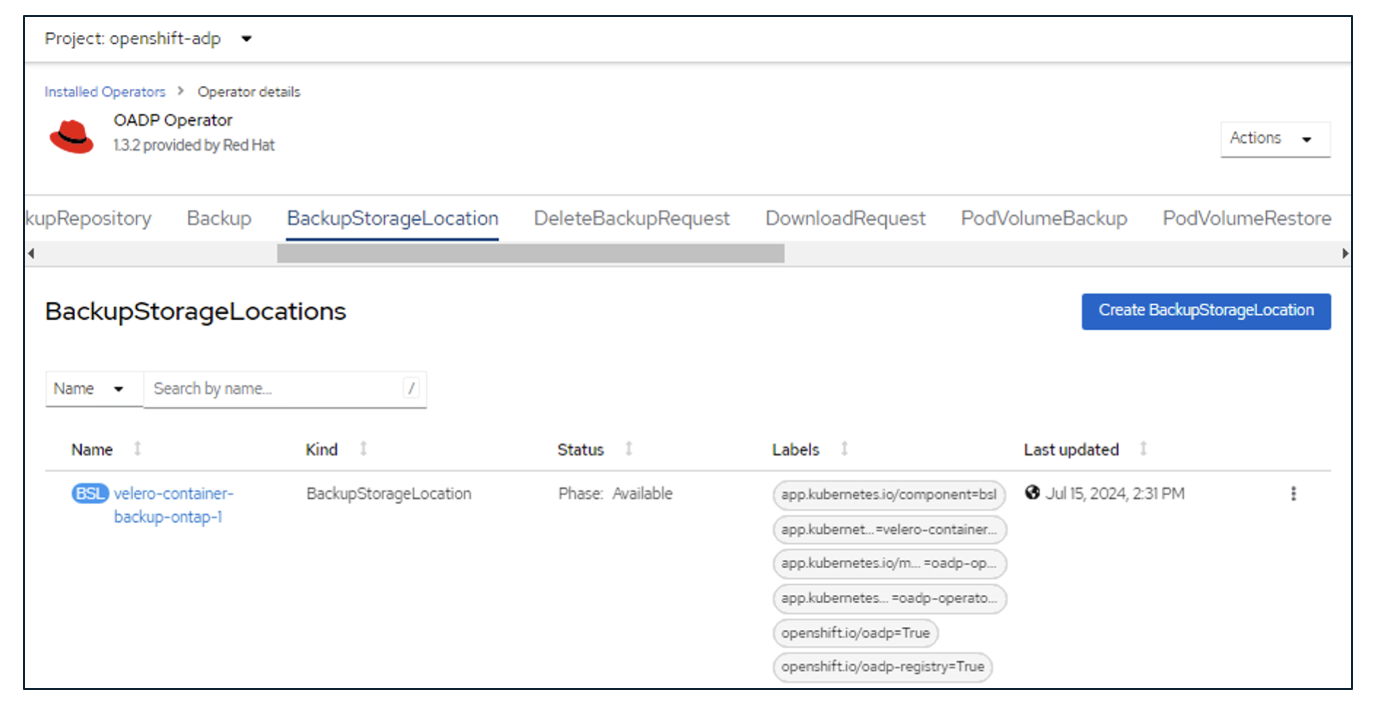 Project: openshift-adp
Installed Operators > Operator details
OADP Operator
1.3.2 provided by Red Hat
Actions
kupRepository Backup BackupStorageLocation DeleteBackupRequest DownloadRequest PodVolumeBackup PodVolumeRestore
BackupStorageLocations
Create BackupStorageLocation
Name Search by name... /
Name Kind Status Labels Last updated
BSL velero-container-
backup-ontap-1
BackupStorageLocation
Phase: Available
app.kubernetes.io/component=bsl
app.kubernet...=velero-container...
app.kubernetes.io/m... =oadp-op...
app.kubernetes... =oadp-operato...
openshift.io/oadp=True
openshift.io/oadp-registry=True
Jul 15, 2024, 2:31 PM